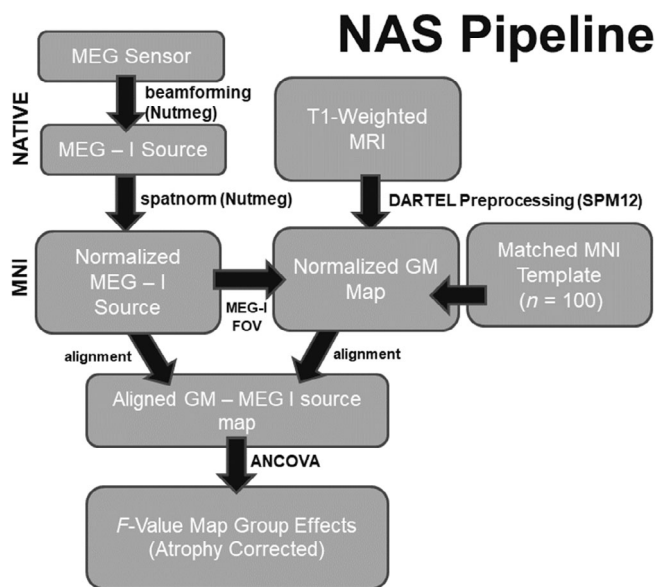 NAS Pipeline
MEG Sensor
beamforming
(Nutmeg)
NATIVE
MEG – I Source
T1-Weighted
MRI
spatnorm (Nutmeg)
DARTEL Preprocessing (SPM12)
MNI
Normalized
MEG – I
Source
MEG-I
FOV
Normalized GM
Map
Matched MNI
Template
(n = 100)
alignment
alignment
Aligned GM – MEG I source
map
ANCOVA
F-Value Map Group Effects
(Atrophy Corrected)